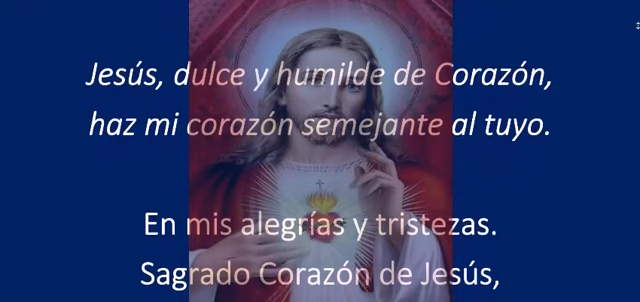 Jesús, dulce y humilde de Corazón,
haz mi corazón semejante al tuyo.
En mis alegrías y tristezas.
Sagrado Corazón de Jesús,